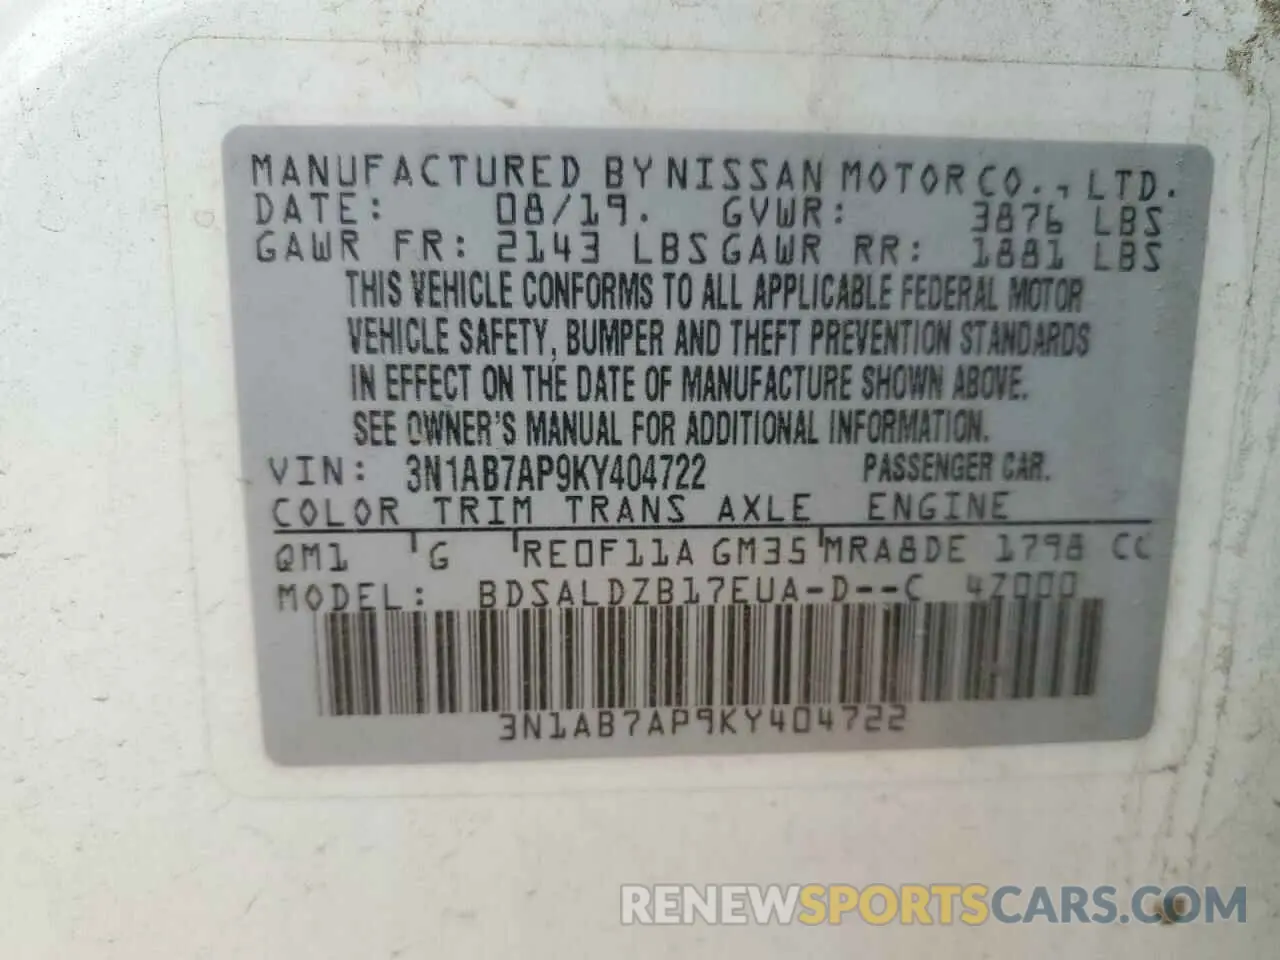 MANUFACTURED BY NISSAN MOTOR CO., LTD.
DATE: 08/19. GVWR: 3876 LBS
GAWR FR: 2143 LBS GAWR RR: 1881 LBS
THIS VEHICLE CONFORMS TO ALL APPLICABLE FEDERAL MOTOR
VEHICLE SAFETY, BUMPER AND THEFT PREVENTION STANDARDS
IN EFFECT ON THE DATE OF MANUFACTURE SHOWN ABOVE.
SEE OWNER'S MANUAL FOR ADDITIONAL INFORMATION.
VIN: 3N1AB7AP9KY404722 PASSENGER CAR.
COLOR TRIM TRANS AXLE ENGINE
QM1 G RE0F11A GM35 MRA8DE 1798 CC
MODEL: BDSALDZB17EUA-D--C 4Z000
3N1AB7AP9KY404722
RENEWSPORTSCARS.COM